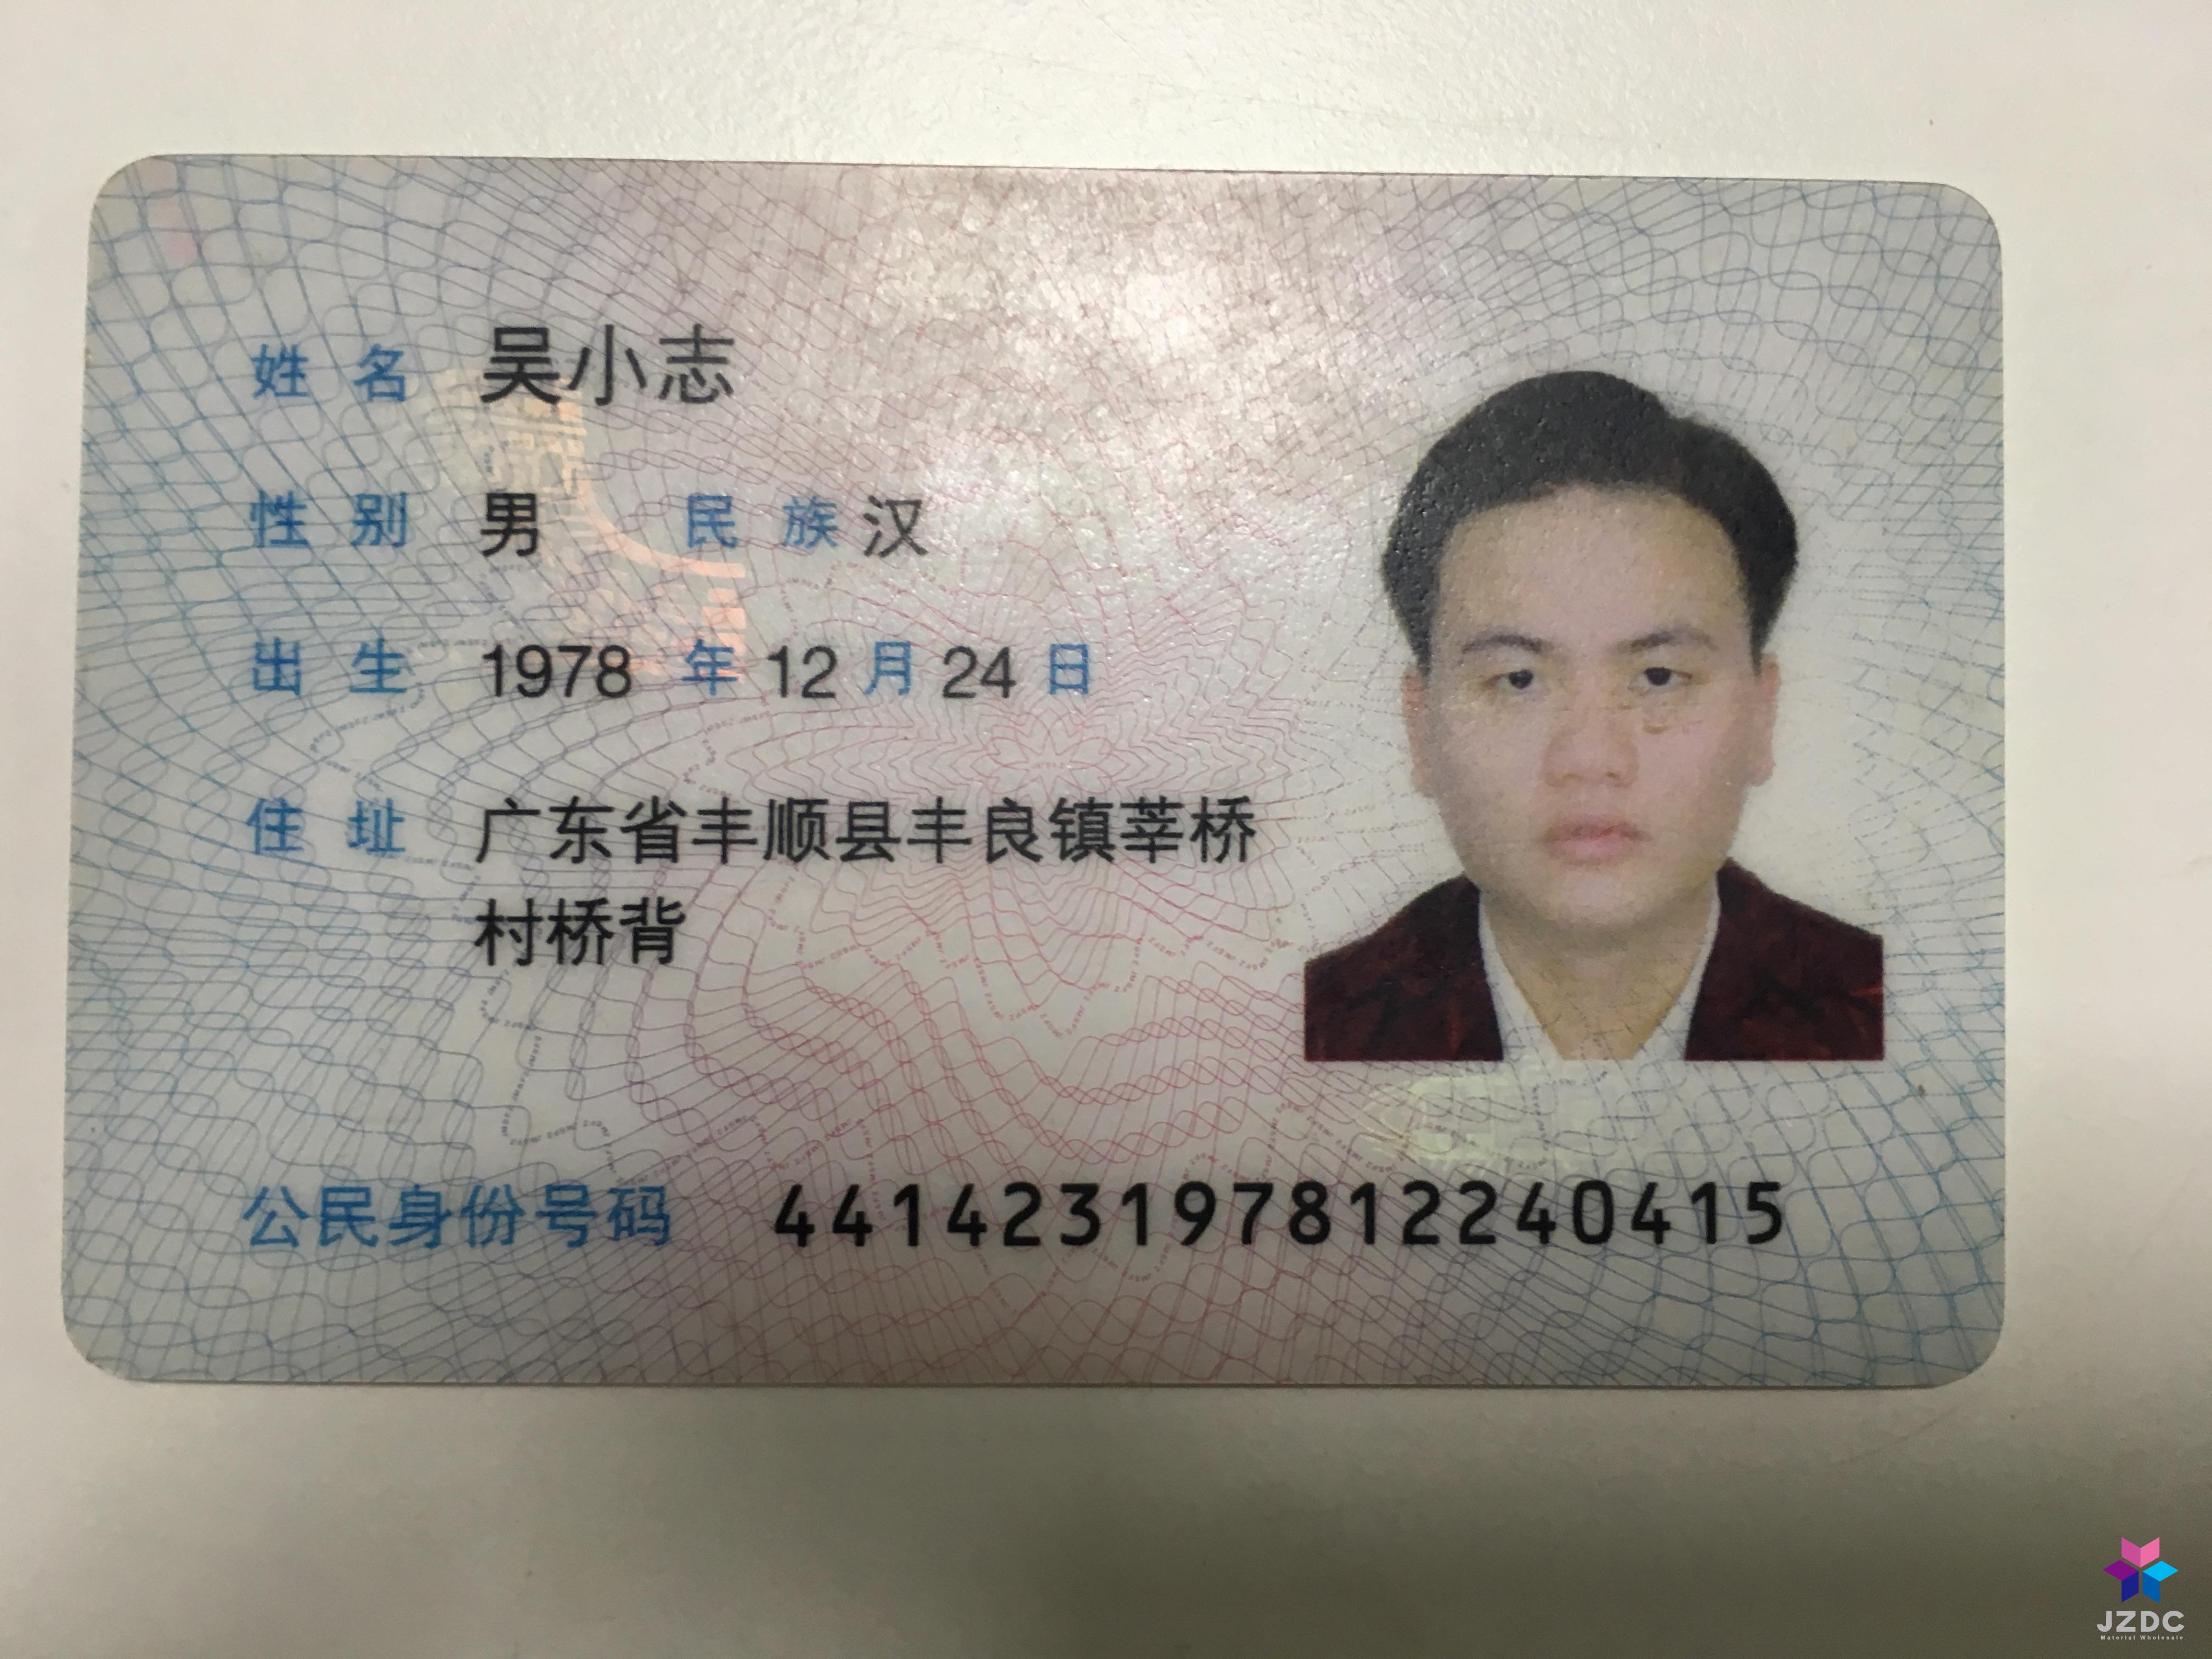 姓名 吴小志
性别 男 民族 汉
出生 1978 年 12 月 24 日
住址 广东省丰顺县丰良镇莘桥
村桥背
公民身份号码 441423197812240415
JZDC
Material Wholesale